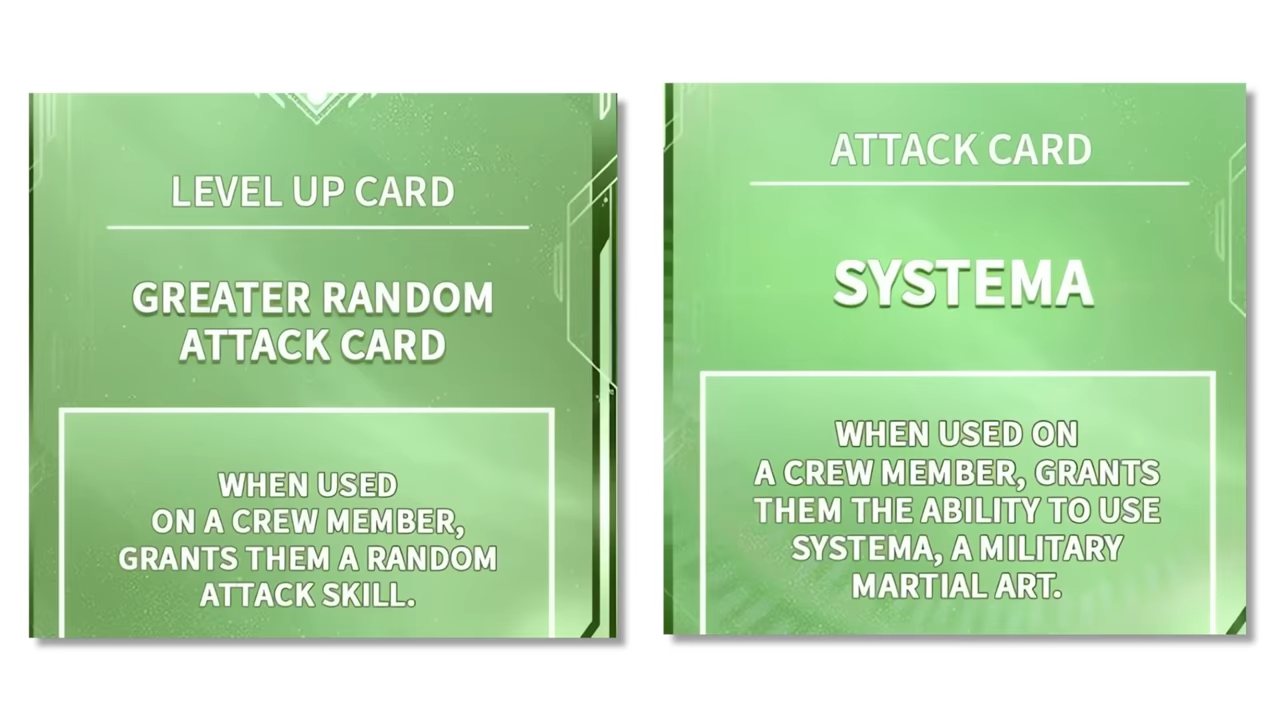 LEVEL UP CARD
GREATER RANDOM
ATTACK CARD
WHEN USED
ON A CREW MEMBER,
GRANTS THEM A RANDOM
ATTACK SKILL.
ATTACK CARD
SYSTEMA
WHEN USED ON
A CREW MEMBER, GRANTS
THEM THE ABILITY TO USE
SYSTEMA, A MILITARY
MARTIAL ART.